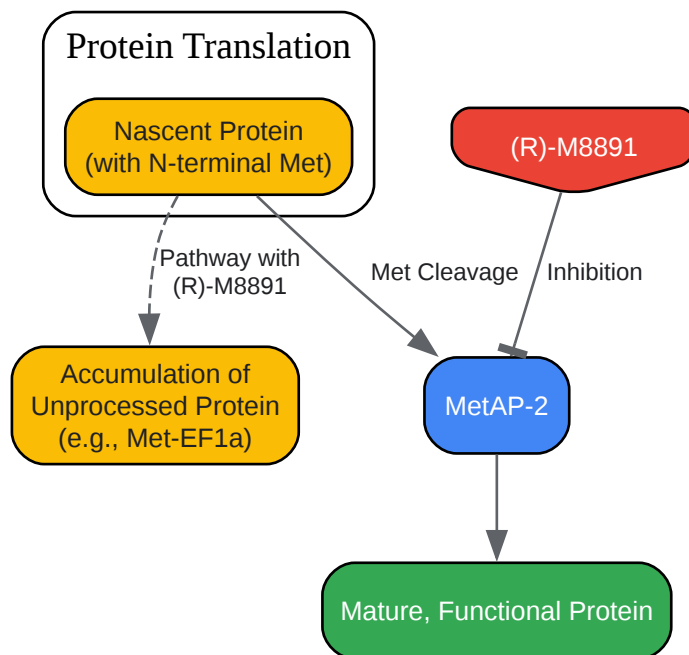 Protein Translation
Nascent Protein
(with N-terminal Met)
(R)-M8891
Pathway with
(R)-M8891
Met Cleavage
Inhibition
Accumulation of
Unprocessed Protein
(e.g., Met-EF1a)
MetAP-2
Mature, Functional Protein